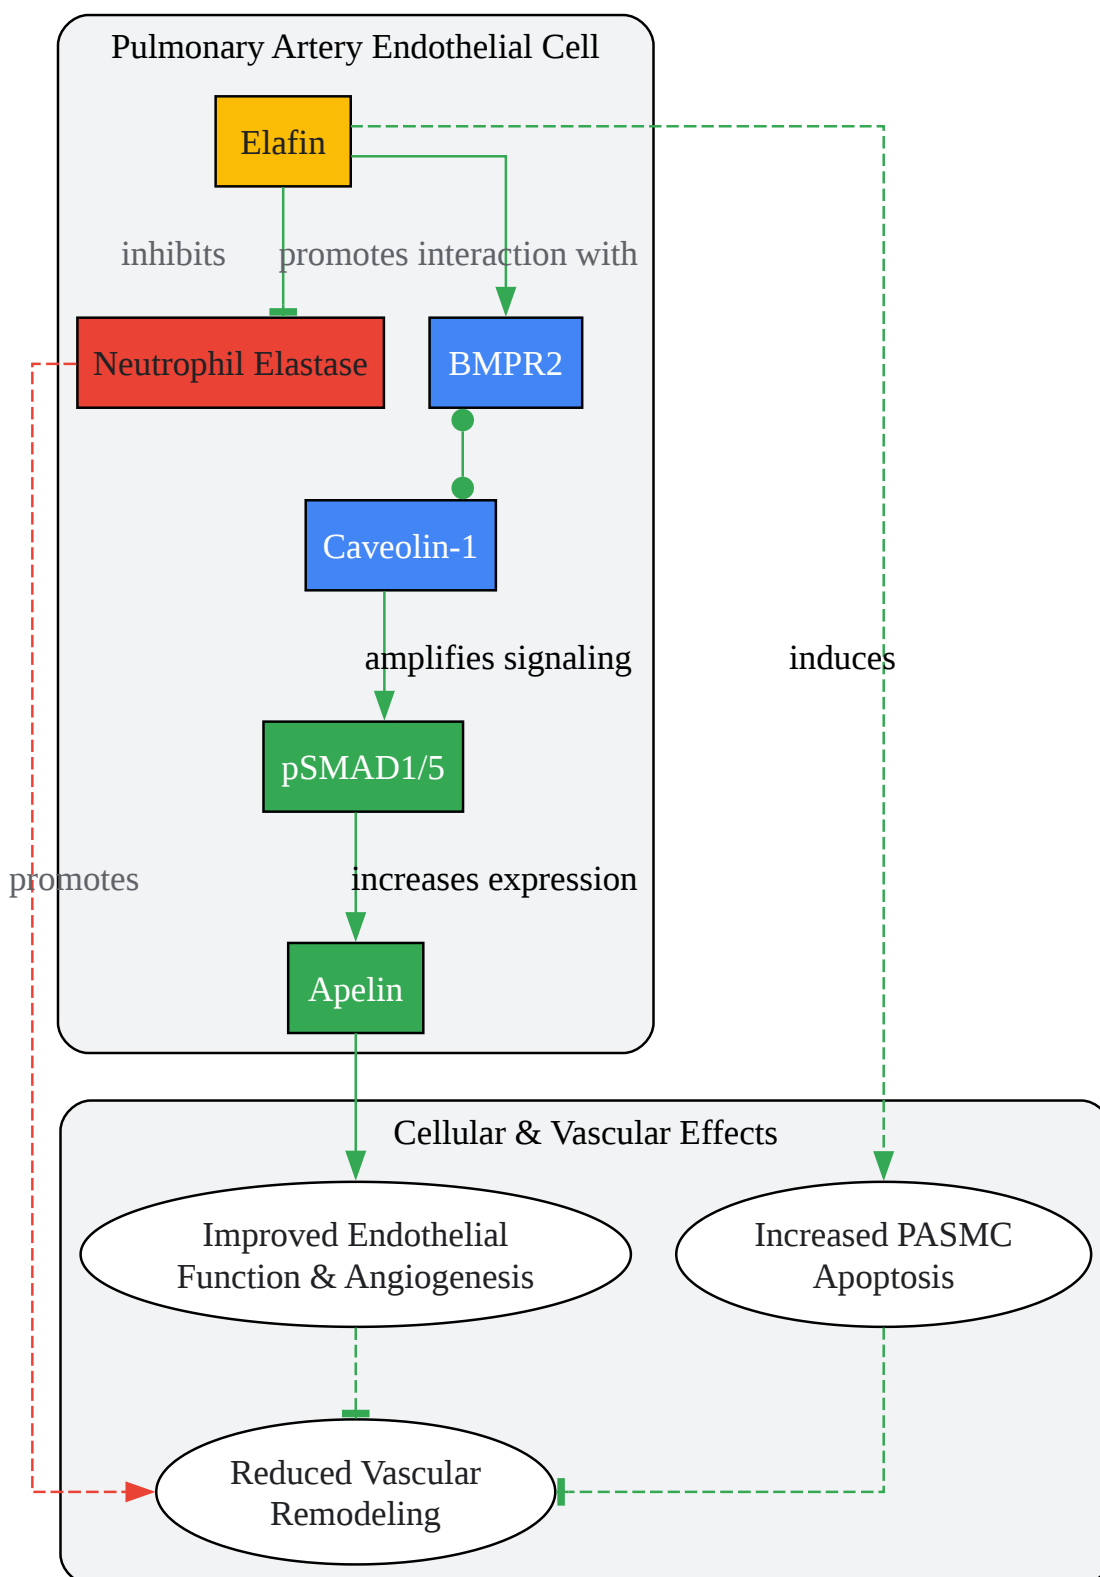 Pulmonary Artery Endothelial Cell
Elafin
inhibits
promotes interaction with
Neutrophil Elastase
BMPR2
Caveolin-1
amplifies signaling
induces
pSMAD1/5
promotes
increases expression
Apelin
Cellular & Vascular Effects
Improved Endothelial
Function & Angiogenesis
Increased PASMC
Apoptosis
Reduced Vascular
Remodeling